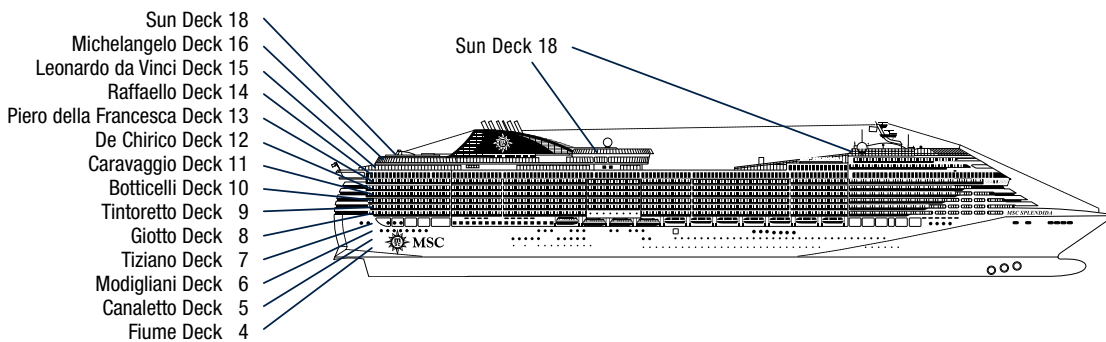 Sun Deck 18
Michelangelo Deck 16
Leonardo da Vinci Deck 15
Raffaello Deck 14
Piero della Francesca Deck 13
De Chirico Deck 12
Caravaggio Deck 11
Botticelli Deck 10
Tintoretto Deck 9
Giotto Deck 8
Tiziano Deck 7
Modigliani Deck 6
Canaletto Deck 5
Fiume Deck 4
Sun Deck 18
MSC SPLENDIDA
MSC